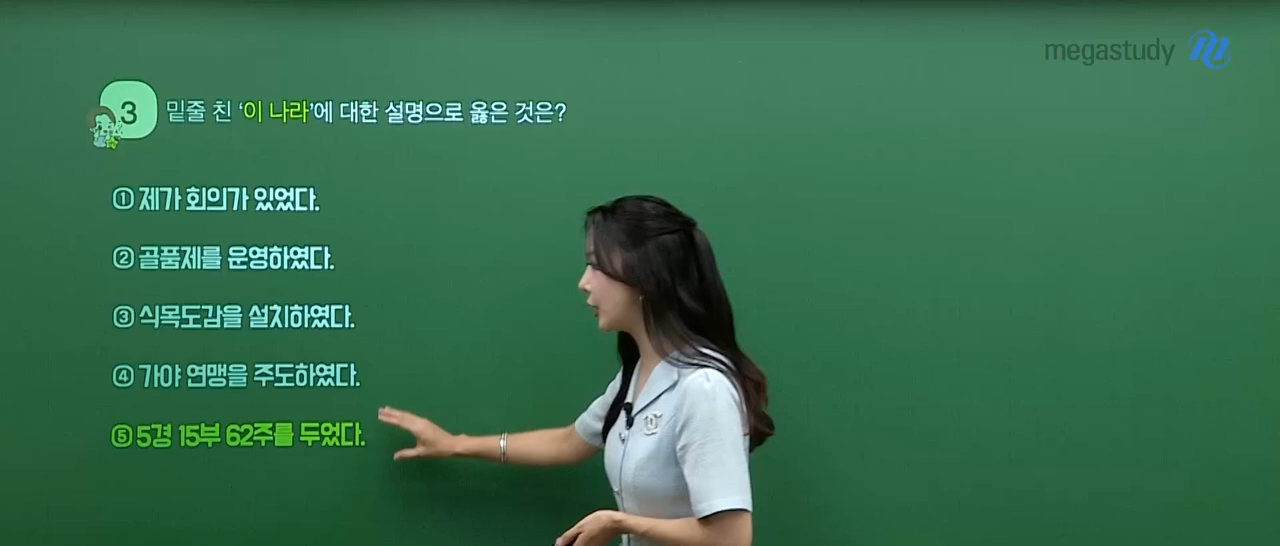 megastudy
3 밑줄 친 ‘이 나라’에 대한 설명으로 옳은 것은?
① 제가 회의가 있었다.
② 골품제를 운영하였다.
③ 식목도감을 설치하였다.
④ 가야 연맹을 주도하였다.
⑤ 5경 15부 62주를 두었다.